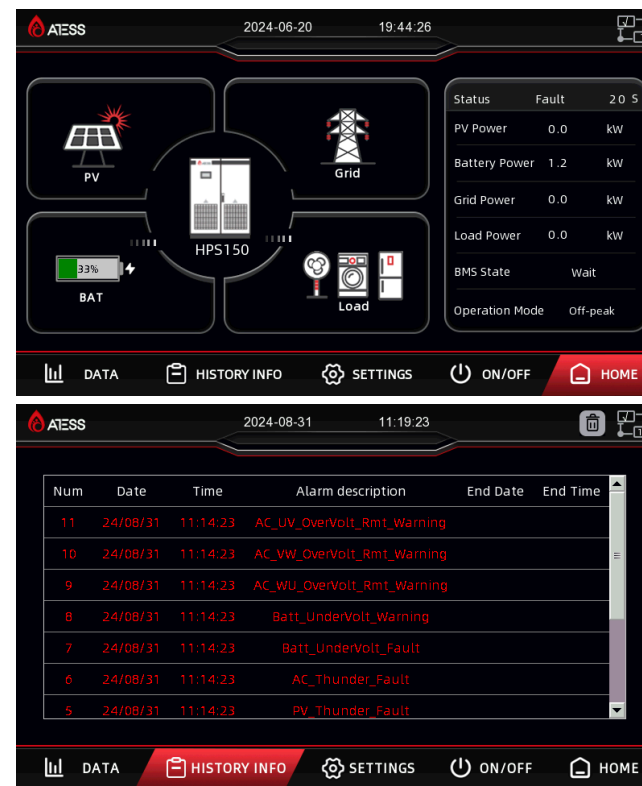 ATESS 2024-06-20 19:44:26
Status Fault 20 S
PV Power 0.0 kW
Battery Power 1.2 kW
Grid Power 0.0 kW
Load Power 0.0 kW
BMS State Wait
Operation Mode Off-peak
PV
Grid
HPS150
33%
BAT
Load
DATA HISTORY INFO SETTINGS ON/OFF HOME
ATESS 2024-08-31 11:19:23
Num Date Time Alarm description End Date End Time
11 24/08/31 11:14:23 AC_UV_OverVolt_Rmt_Warning
10 24/08/31 11:14:23 AC_VW_OverVolt_Rmt_Warning
9 24/08/31 11:14:23 AC_WU_OverVolt_Rmt_Warning
8 24/08/31 11:14:23 Batt_UnderVolt_Warning
7 24/08/31 11:14:23 Batt_UnderVolt_Fault
6 24/08/31 11:14:23 AC_Thunder_Fault
5 24/08/31 11:14:23 PV_Thunder_Fault
DATA HISTORY INFO SETTINGS ON/OFF HOME